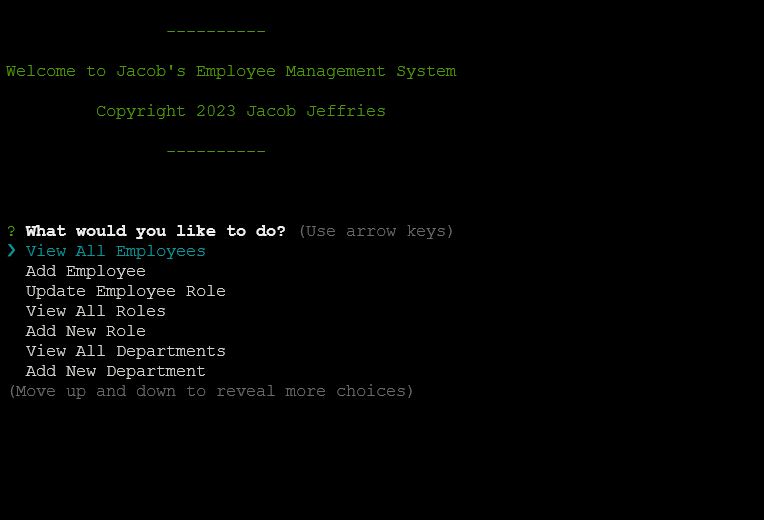 ----------
Welcome to Jacob's Employee Management System
Copyright 2023 Jacob Jeffries
----------
? What would you like to do? (Use arrow keys)
❯ View All Employees
Add Employee
Update Employee Role
View All Roles
Add New Role
View All Departments
Add New Department
(Move up and down to reveal more choices)